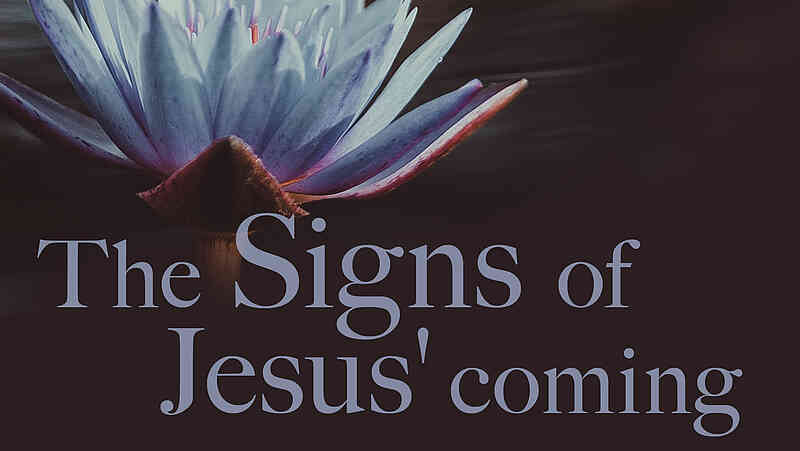 The Signs of
Jesus' coming